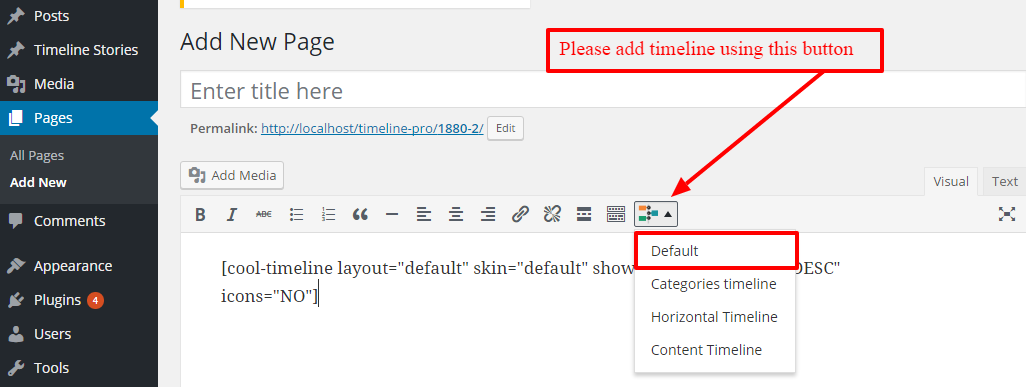 Posts
Timeline Stories
Media
Pages
All Pages
Add New
Comments
Appearance
Plugins 4
Users
Tools
Add New Page
Please add timeline using this button
Enter title here
Permalink: http://localhost/timeline-pro/1880-2/ Edit
Add Media
Visual Text
B I ABC
[cool-timeline layout="default" skin="default" show DESC"
icons="NO"]
Default
Categories timeline
Horizontal Timeline
Content Timeline